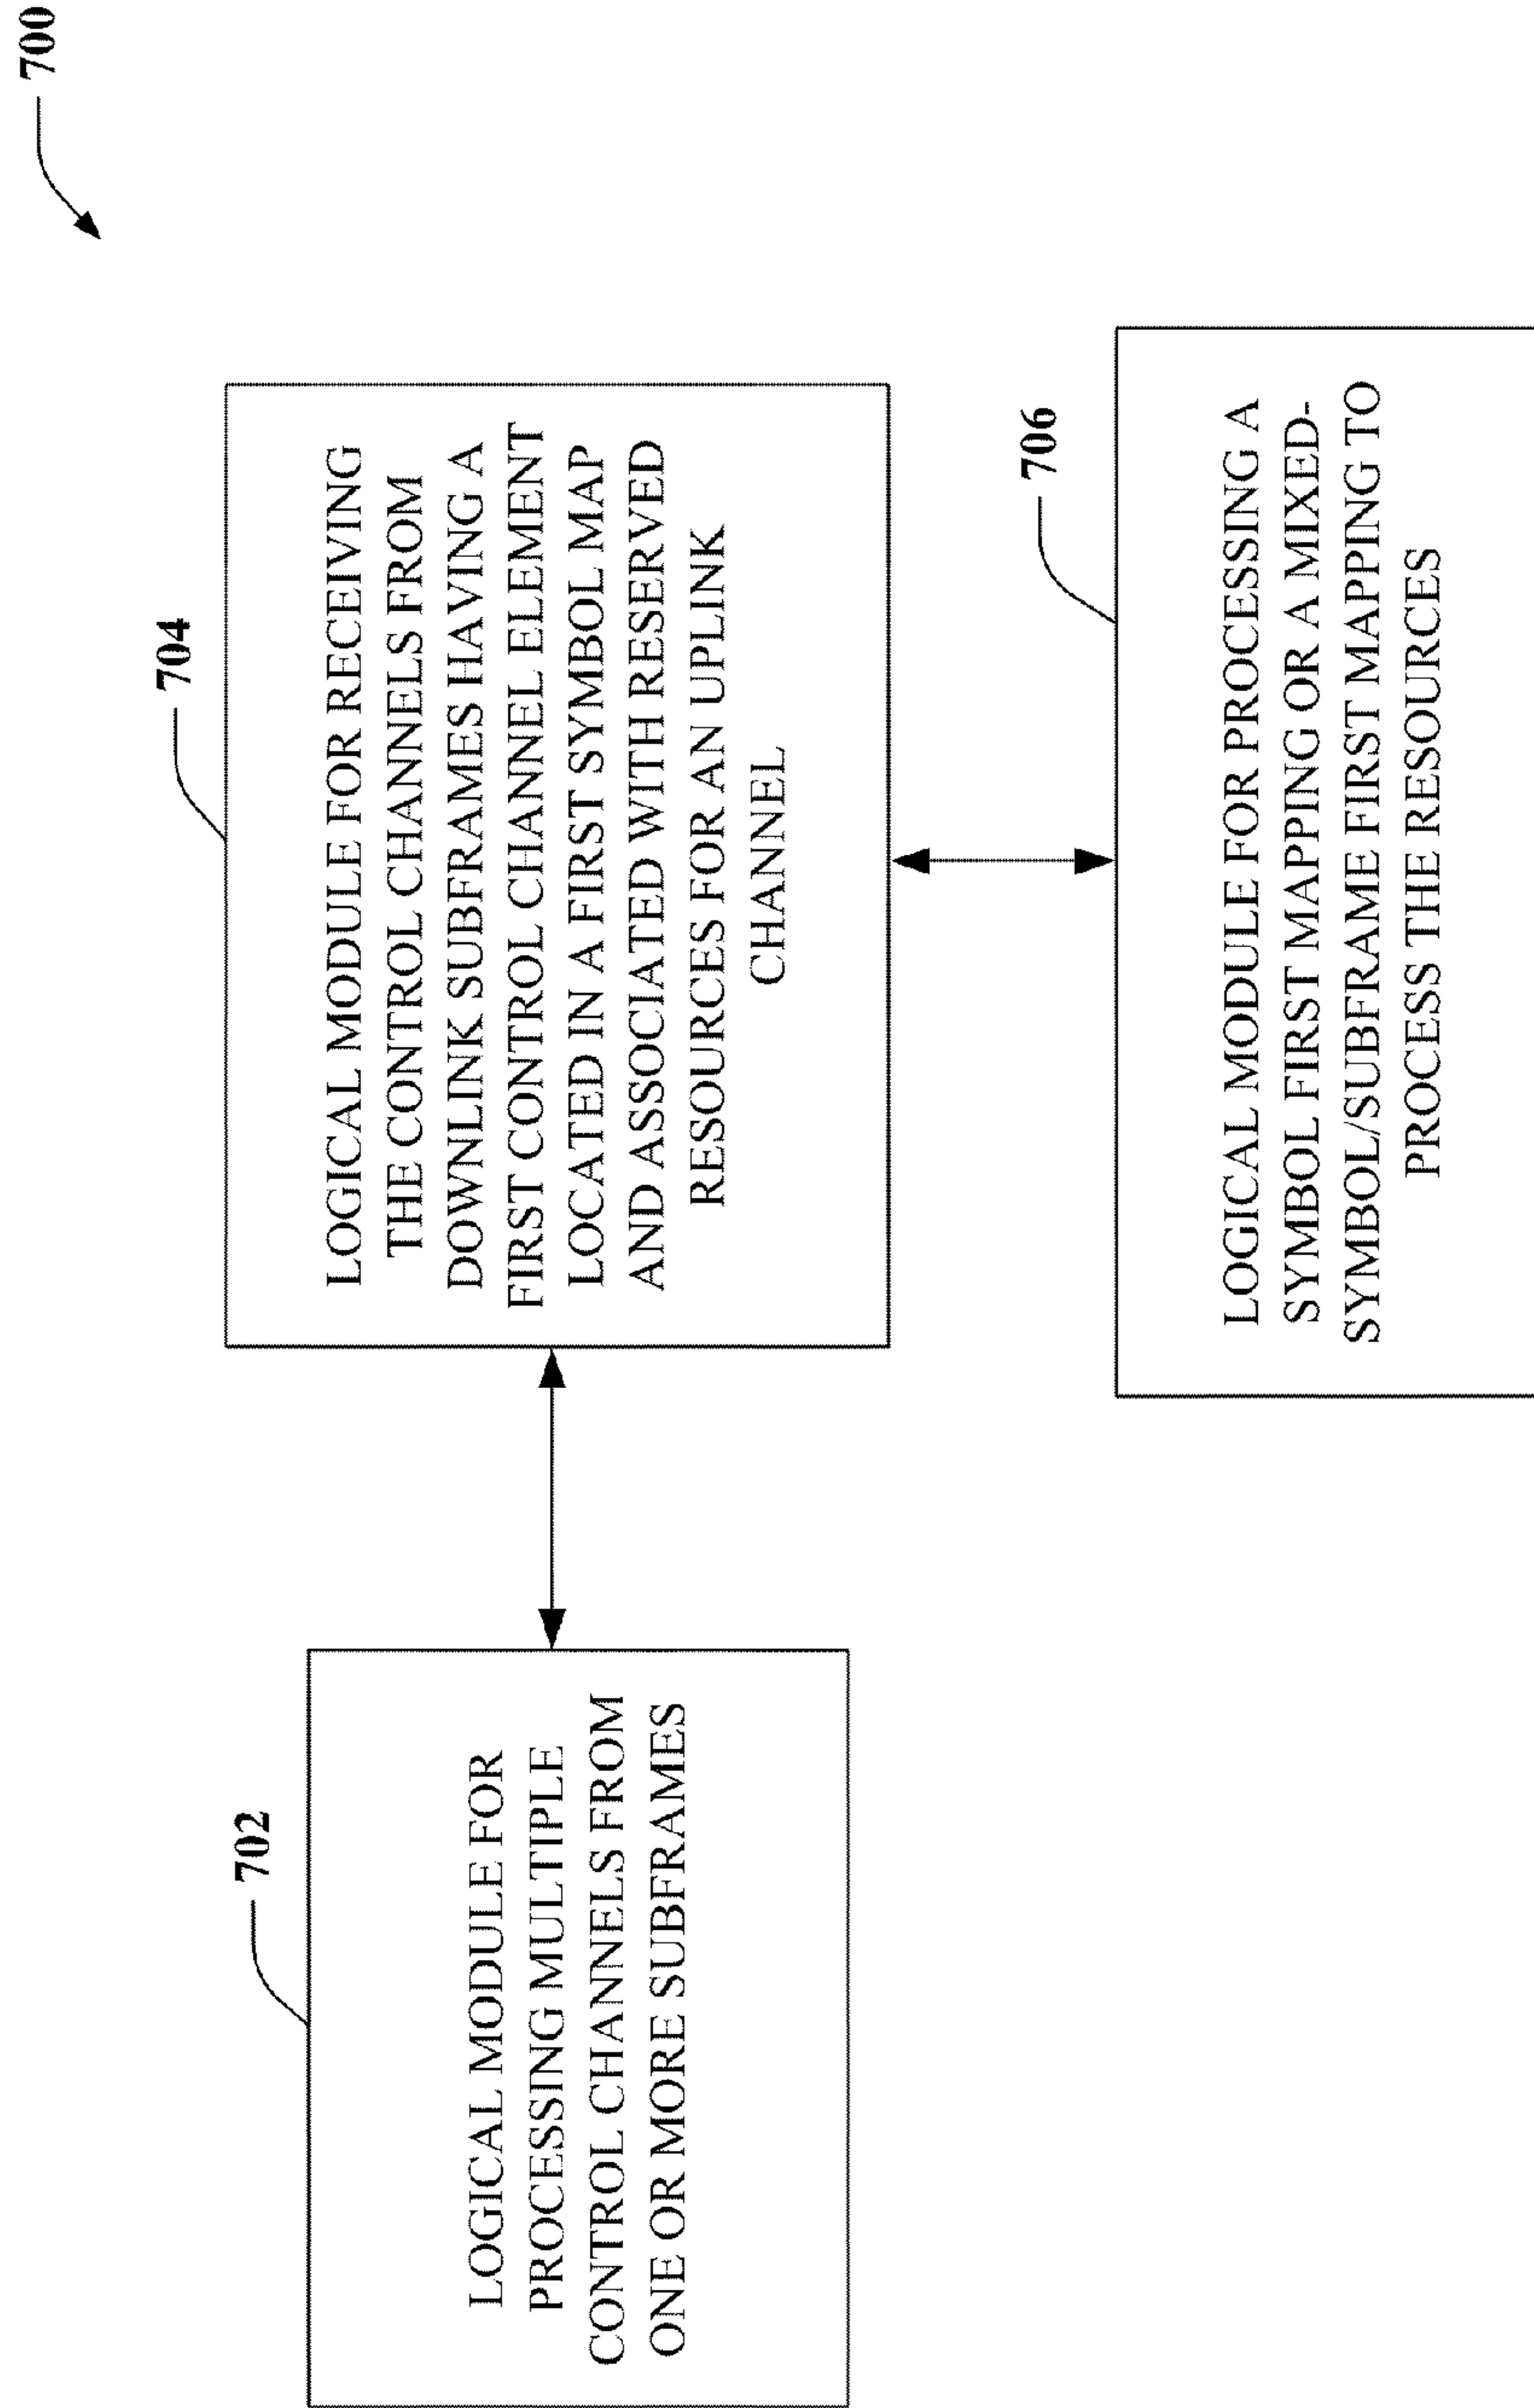 700
702
LOGICAL MODULE FOR
PROCESSING MULTIPLE
CONTROL CHANNELS FROM
ONE OR MORE SUBFRAMES
704
LOGICAL MODULE FOR RECEIVING
THE CONTROL CHANNELS FROM
DOWNLINK SUBFRAMES HAVING A
FIRST CONTROL CHANNEL ELEMENT
LOCATED IN A FIRST SYMBOL MAP
AND ASSOCIATED WITH RESERVED
RESOURCES FOR AN UPLINK
CHANNEL
706
LOGICAL MODULE FOR PROCESSING A
SYMBOL FIRST MAPPING OR A MIXED-
SYMBOL/SUBFRAME FIRST MAPPING TO
PROCESS THE RESOURCES